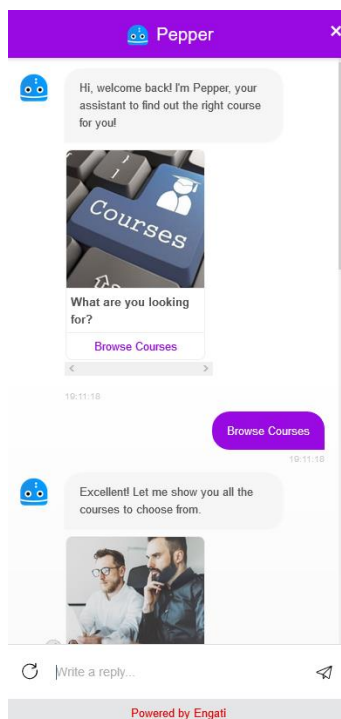 Pepper
Hi, welcome back! I'm Pepper, your
assistant to find out the right course
for you!
Courses
What are you looking
for?
Browse Courses
19:11:18
Browse Courses
19:11:18
Excellent! Let me show you all the
courses to choose from.
Write a reply...
Powered by Engati